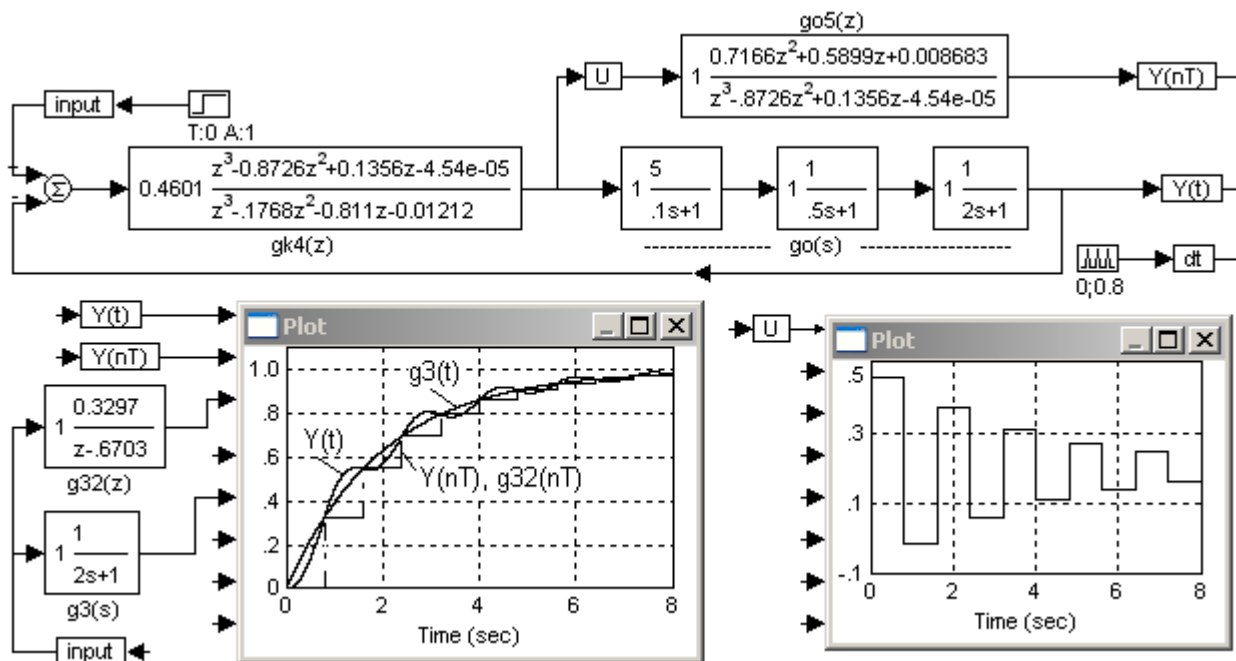 go5(z)
U
1
0.7166z²+0.5899z+0.008683
z³-.8726z²+0.1356z-4.54e-05
Y(nT)
input
T:0 A:1
+
-
Σ
0.4601
z³-0.8726z²+0.1356z-4.54e-05
z³-.1768z²-0.811z-0.01212
gk4(z)
1
5
.1s+1
1
1
.5s+1
1
1
2s+1
Y(t)
---------- go(s) ----------
0;0.8
dt
Y(t)
Y(nT)
1
0.3297
z-.6703
g32(z)
1
1
2s+1
g3(s)
input
Plot
1.0
.8
.6
.4
.2
0
g3(t)
Y(t)
Y(nT), g32(nT)
0 2 4 6 8
Time (sec)
U
Plot
.5
.3
.1
-.1
0 2 4 6 8
Time (sec)